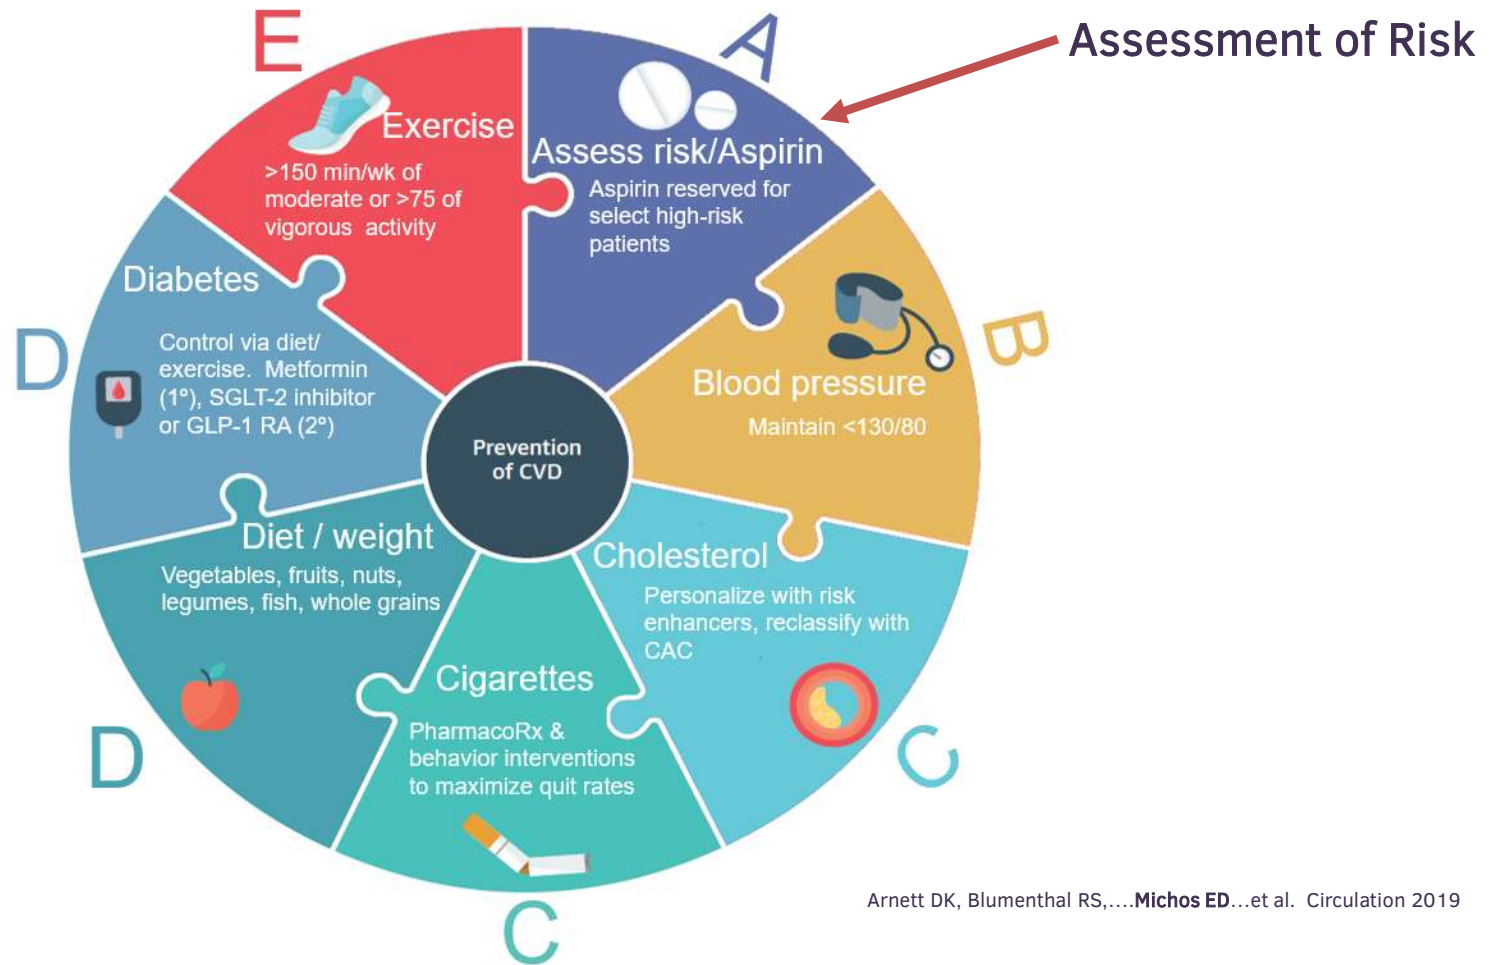 Assessment of Risk
A
Assess risk/Aspirin
Aspirin reserved for
select high-risk
patients
B
Blood pressure
Maintain <130/80
C
Cholesterol
Personalize with risk
enhancers, reclassify with
CAC
C
Cigarettes
PharmacoRx &
behavior interventions
to maximize quit rates
D
Diet / weight
Vegetables, fruits, nuts,
legumes, fish, whole grains
D
Diabetes
Control via diet/
exercise. Metformin
(1º), SGLT-2 inhibitor
or GLP-1 RA (2º)
E
Exercise
>150 min/wk of
moderate or >75 of
vigorous activity
Prevention
of CVD
Arnett DK, Blumenthal RS,....Michos ED...et al. Circulation 2019